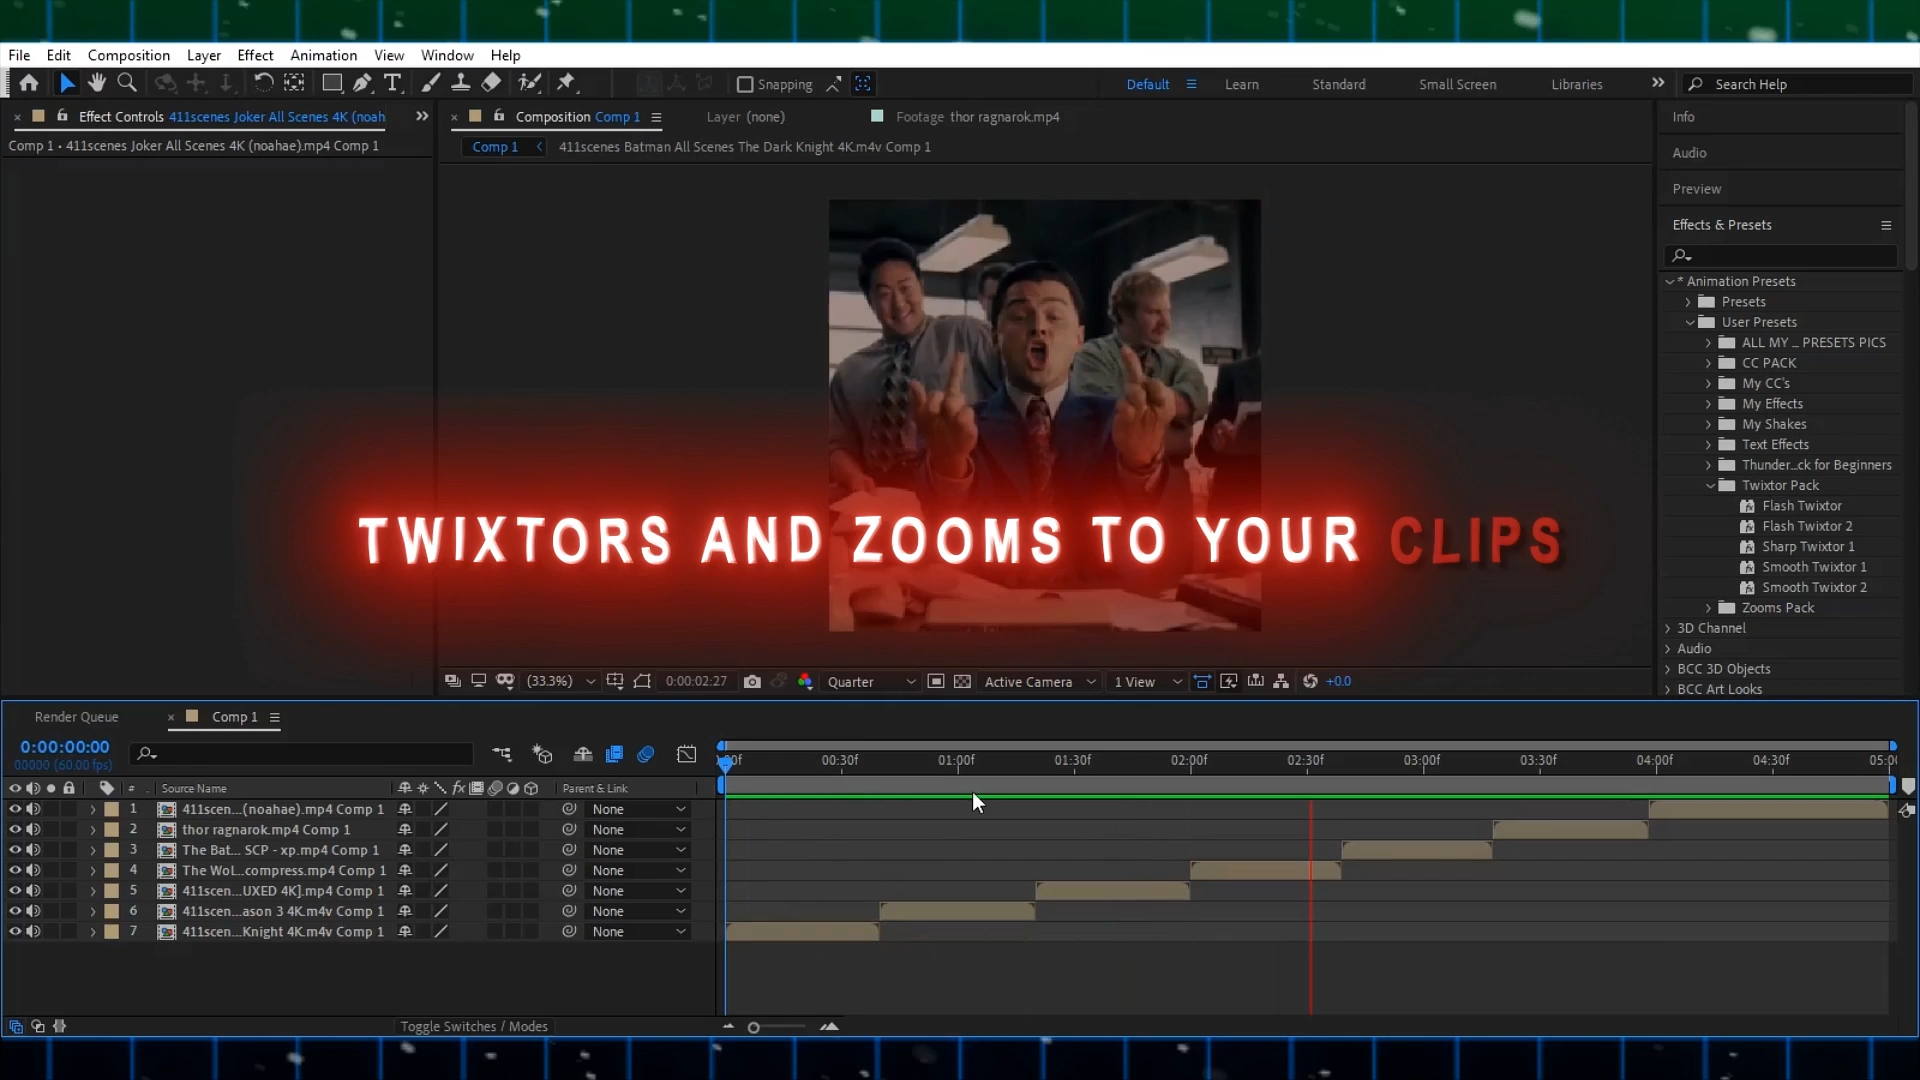 File Edit Composition Layer Effect Animation View Window Help
Snapping Default Learn Standard Small Screen Libraries Search Help
Effect Controls 411scenes Joker All Scenes 4K (noah
Composition Comp 1 Layer (none) Footage thor ragnarok.mp4
Comp 1 • 411scenes Joker All Scenes 4K (noahae).mp4 Comp 1
Comp 1 411scenes Batman All Scenes The Dark Knight 4K.m4v Comp 1
Info
Audio
Preview
Effects & Presets
* Animation Presets
Presets
User Presets
ALL MY _ PRESETS PICS
CC PACK
My CC's
My Effects
My Shakes
Text Effects
Thunder...ck for Beginners
Twixtor Pack
Flash Twixtor
Flash Twixtor 2
Sharp Twixtor 1
Smooth Twixtor 1
Smooth Twixtor 2
Zooms Pack
3D Channel
Audio
BCC 3D Objects
BCC Art Looks
TWIXTORS AND ZOOMS TO YOUR CLIPS
(33.3%) 0:00:02:27 Quarter Active Camera 1 View +0.0
Render Queue Comp 1
0:00:00:00
00000 (60.00 fps)
00:30f 01:00f 01:30f 02:00f 02:30f 03:00f 03:30f 04:00f 04:30f 05:0
# Source Name fx Parent & Link
1 411scen...(noahae).mp4 Comp 1 None
2 thor ragnarok.mp4 Comp 1 None
3 The Bat... SCP - xp.mp4 Comp 1 None
4 The WoL...compress.mp4 Comp 1 None
5 411scen...UXED 4K].mp4 Comp 1 None
6 411scen...ason 3 4K.m4v Comp 1 None
7 411scen...Knight 4K.m4v Comp 1 None
Toggle Switches / Modes